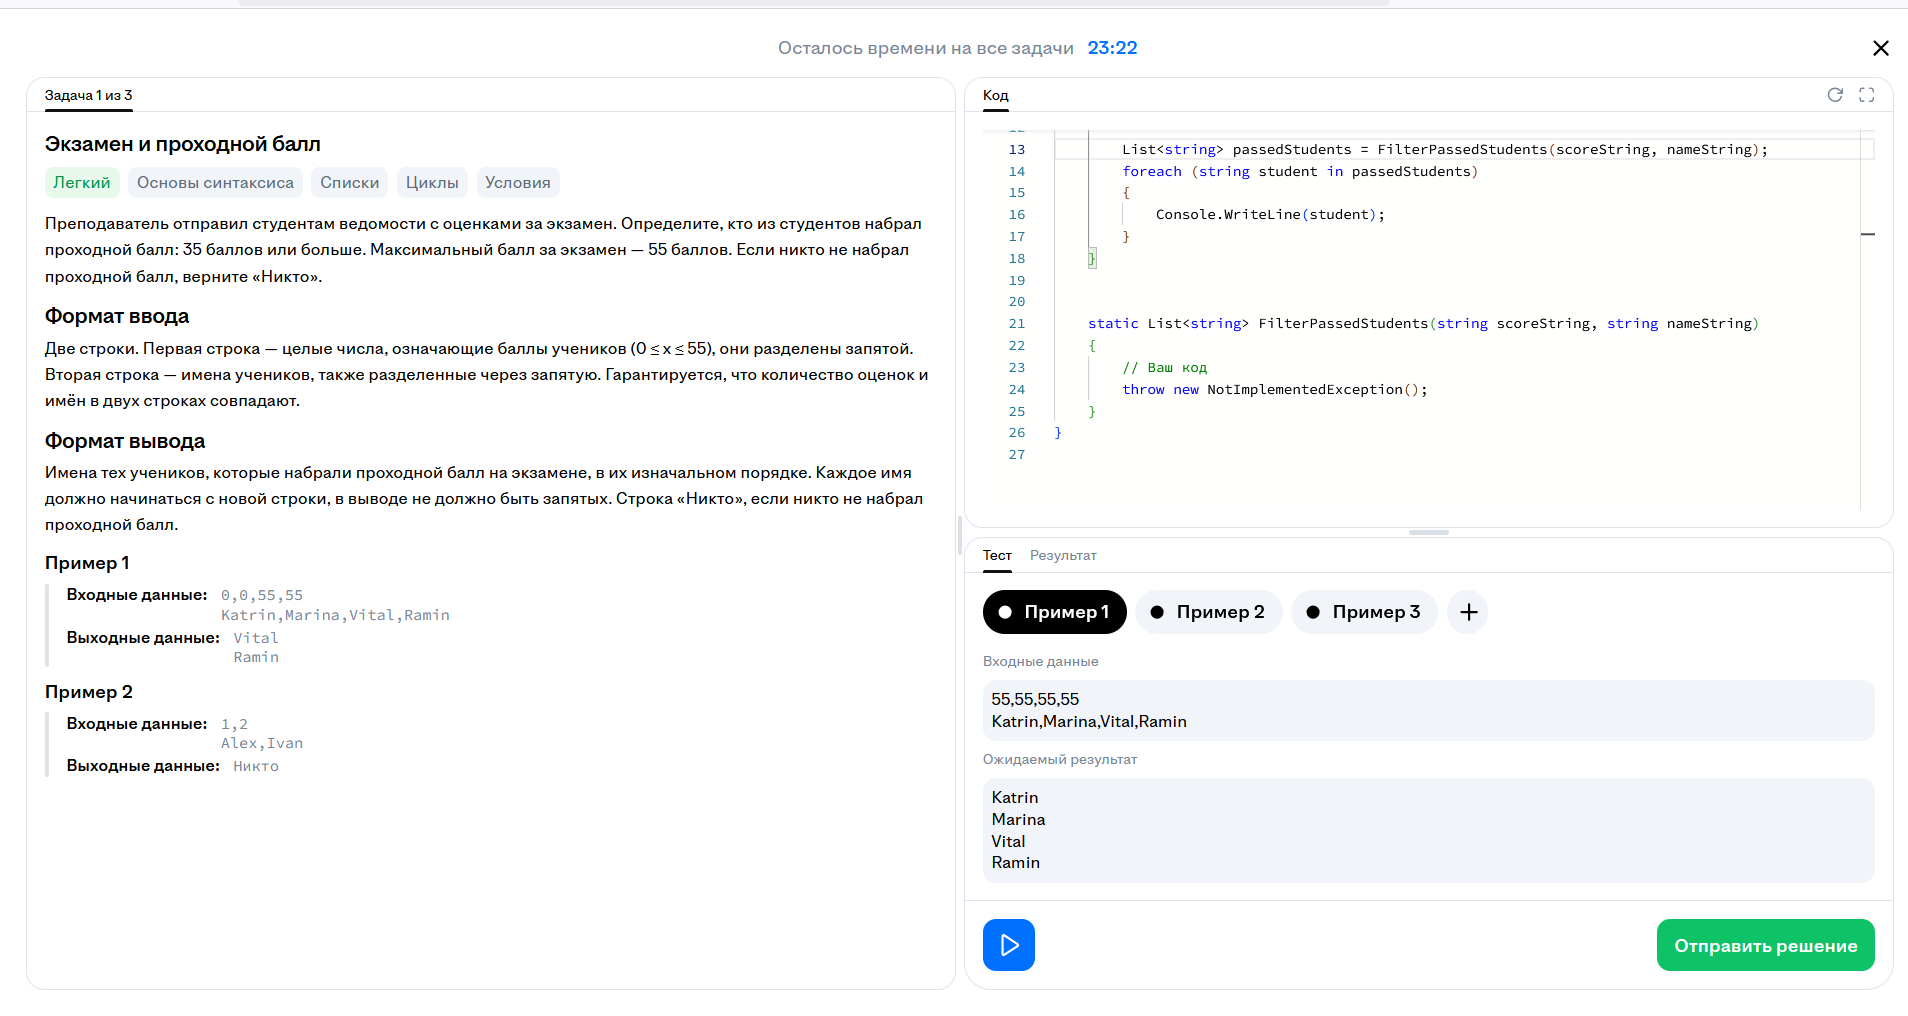 Осталось времени на все задачи 23:22
Задача 1 из 3
Экзамен и проходной балл
Легкий Основы синтаксиса Списки Циклы Условия
Преподаватель отправил студентам ведомости с оценками за экзамен. Определите, кто из студентов набрал
проходной балл: 35 баллов или больше. Максимальный балл за экзамен — 55 баллов. Если никто не набрал
проходной балл, верните «Никто».
Формат ввода
Две строки. Первая строка — целые числа, означающие баллы учеников (0 ≤ x ≤ 55), они разделены запятой.
Вторая строка — имена учеников, также разделенные через запятую. Гарантируется, что количество оценок и
имён в двух строках совпадают.
Формат вывода
Имена тех учеников, которые набрали проходной балл на экзамене, в их изначальном порядке. Каждое имя
должно начинаться с новой строки, в выводе не должно быть запятых. Строка «Никто», если никто не набрал
проходной балл.
Пример 1
Входные данные: 0,0,55,55
Katrin,Marina,Vital,Ramin
Выходные данные: Vital
Ramin
Пример 2
Входные данные: 1,2
Alex,Ivan
Выходные данные: Никто
Код
13 List<string> passedStudents = FilterPassedStudents(scoreString, nameString);
14 foreach (string student in passedStudents)
15 {
16 Console.WriteLine(student);
17 }
18 }
19
20
21 static List<string> FilterPassedStudents(string scoreString, string nameString)
22 {
23 // Ваш код
24 throw new NotImplementedException();
25 }
26 }
27
Тест Результат
Пример 1 Пример 2 Пример 3 +
Входные данные
55,55,55,55
Katrin,Marina,Vital,Ramin
Ожидаемый результат
Katrin
Marina
Vital
Ramin
Отправить решение